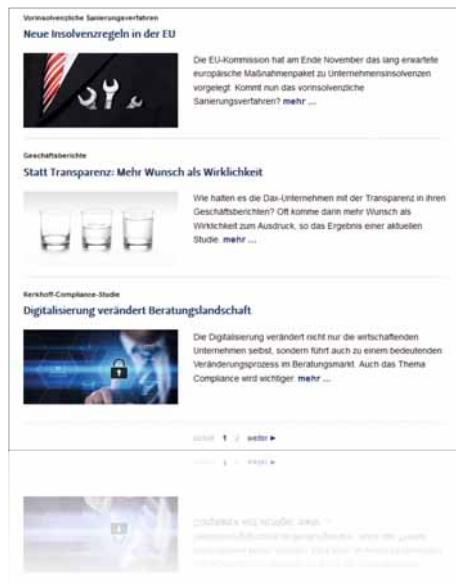 Vorinsolvenzliche Sanierungsverfahren
Neue Insolvenzregeln in der EU
Die EU-Kommission hat am Ende November das lang erwartete
europäische Maßnahmenpaket zu Unternehmensinsolvenzen
vorgelegt. Kommt nun das vorinsolvenzliche
Sanierungsverfahren? mehr ...
Geschäftsberichte
Statt Transparenz: Mehr Wunsch als Wirklichkeit
Wie halten es die Dax-Unternehmen mit der Transparenz in ihren
Geschäftsberichten? Oft komme darin mehr Wunsch als
Wirklichkeit zum Ausdruck, so das Ergebnis einer aktuellen
Studie. mehr ...
Kerkhoff-Compliance-Studie
Digitalisierung verändert Beratungslandschaft
Die Digitalisierung verändert nicht nur die wirtschaftenden
Unternehmen selbst, sondern führt auch zu einem bedeutenden
Veränderungsprozess im Beratungsmarkt. Auch das Thema
Compliance wird wichtiger. mehr ...
zurück 1 2 weiter ►